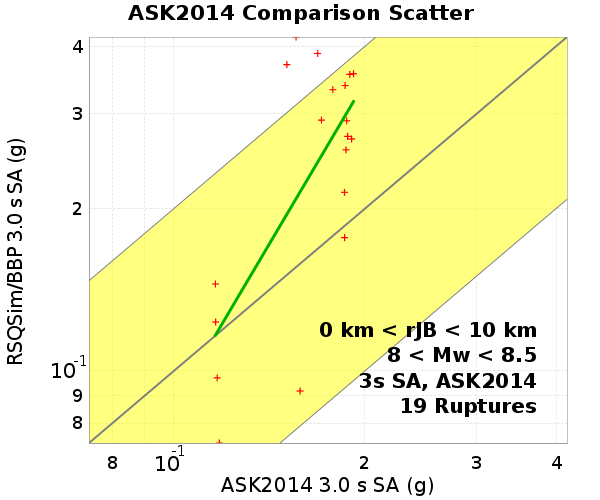 ASK2014 Comparison Scatter
RSQSim/BBP 3.0 s SA (g)
4
3
2
10-1
9
8
0 km < rJB < 10 km
8 < Mw < 8.5
3s SA, ASK2014
19 Ruptures
8
10-1
2
3
4
ASK2014 3.0 s SA (g)